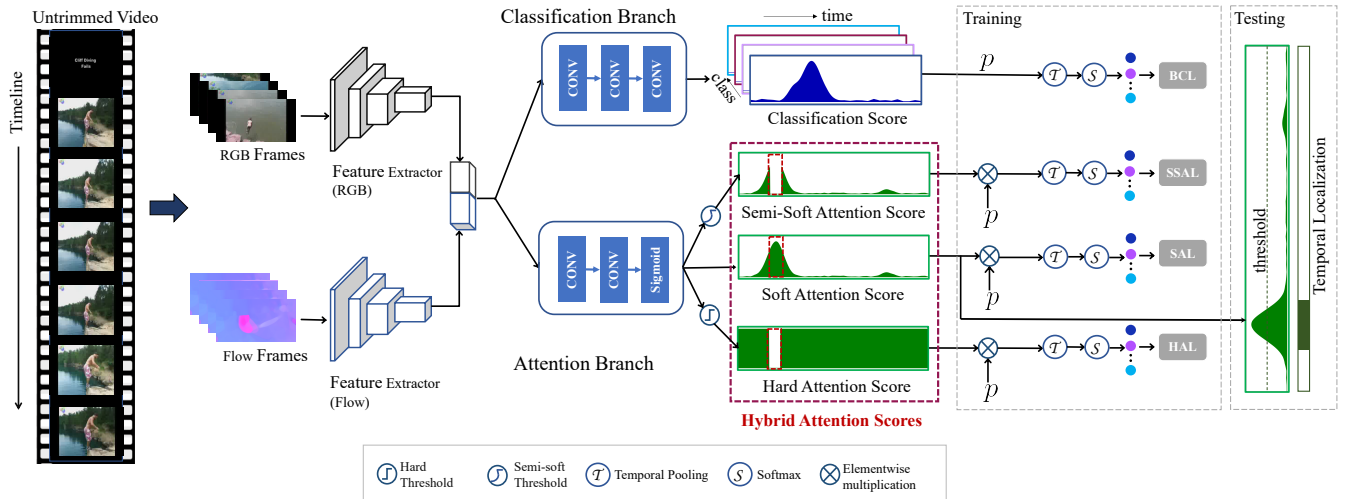 Untrimmed Video
Timeline
Cliff Diving
Fails
RGB Frames
Flow Frames
Feature Extractor
(RGB)
Feature Extractor
(Flow)
Classification Branch
CONV
CONV
CONV
Attention Branch
CONV
CONV
Sigmoid
time
class
Classification Score
Semi-Soft Attention Score
Soft Attention Score
Hard Attention Score
Hybrid Attention Scores
Training
p
T
S
BCL
p
T
S
SSAL
p
T
S
SAL
p
T
S
HAL
Testing
threshold
Temporal Localization
Hard
Threshold
Semi-soft
Threshold
T
Temporal Pooling
S
Softmax
Elementwise
multiplication